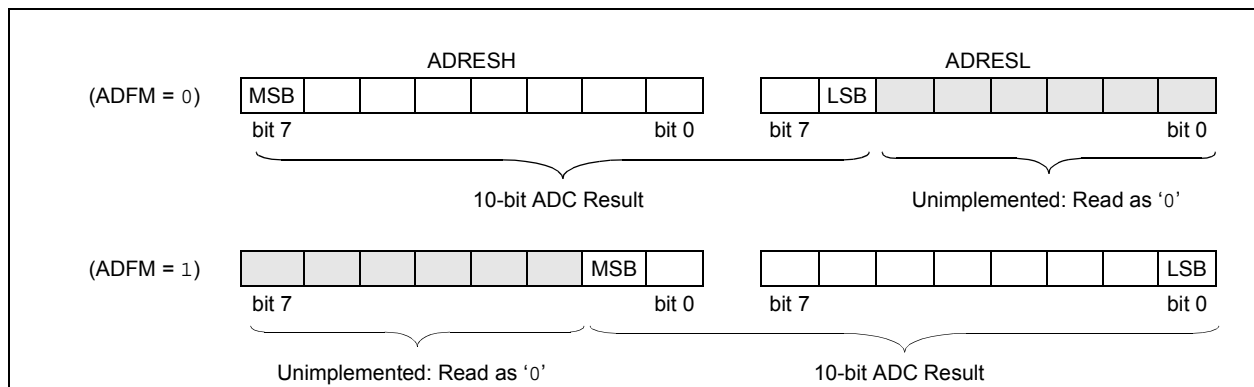 ADRESH ADRESL
(ADFM = 0) MSB LSB
bit 7 bit 0 bit 7 bit 0
10-bit ADC Result Unimplemented: Read as ‘0’
(ADFM = 1) MSB LSB
bit 7 bit 0 bit 7 bit 0
Unimplemented: Read as ‘0’ 10-bit ADC Result